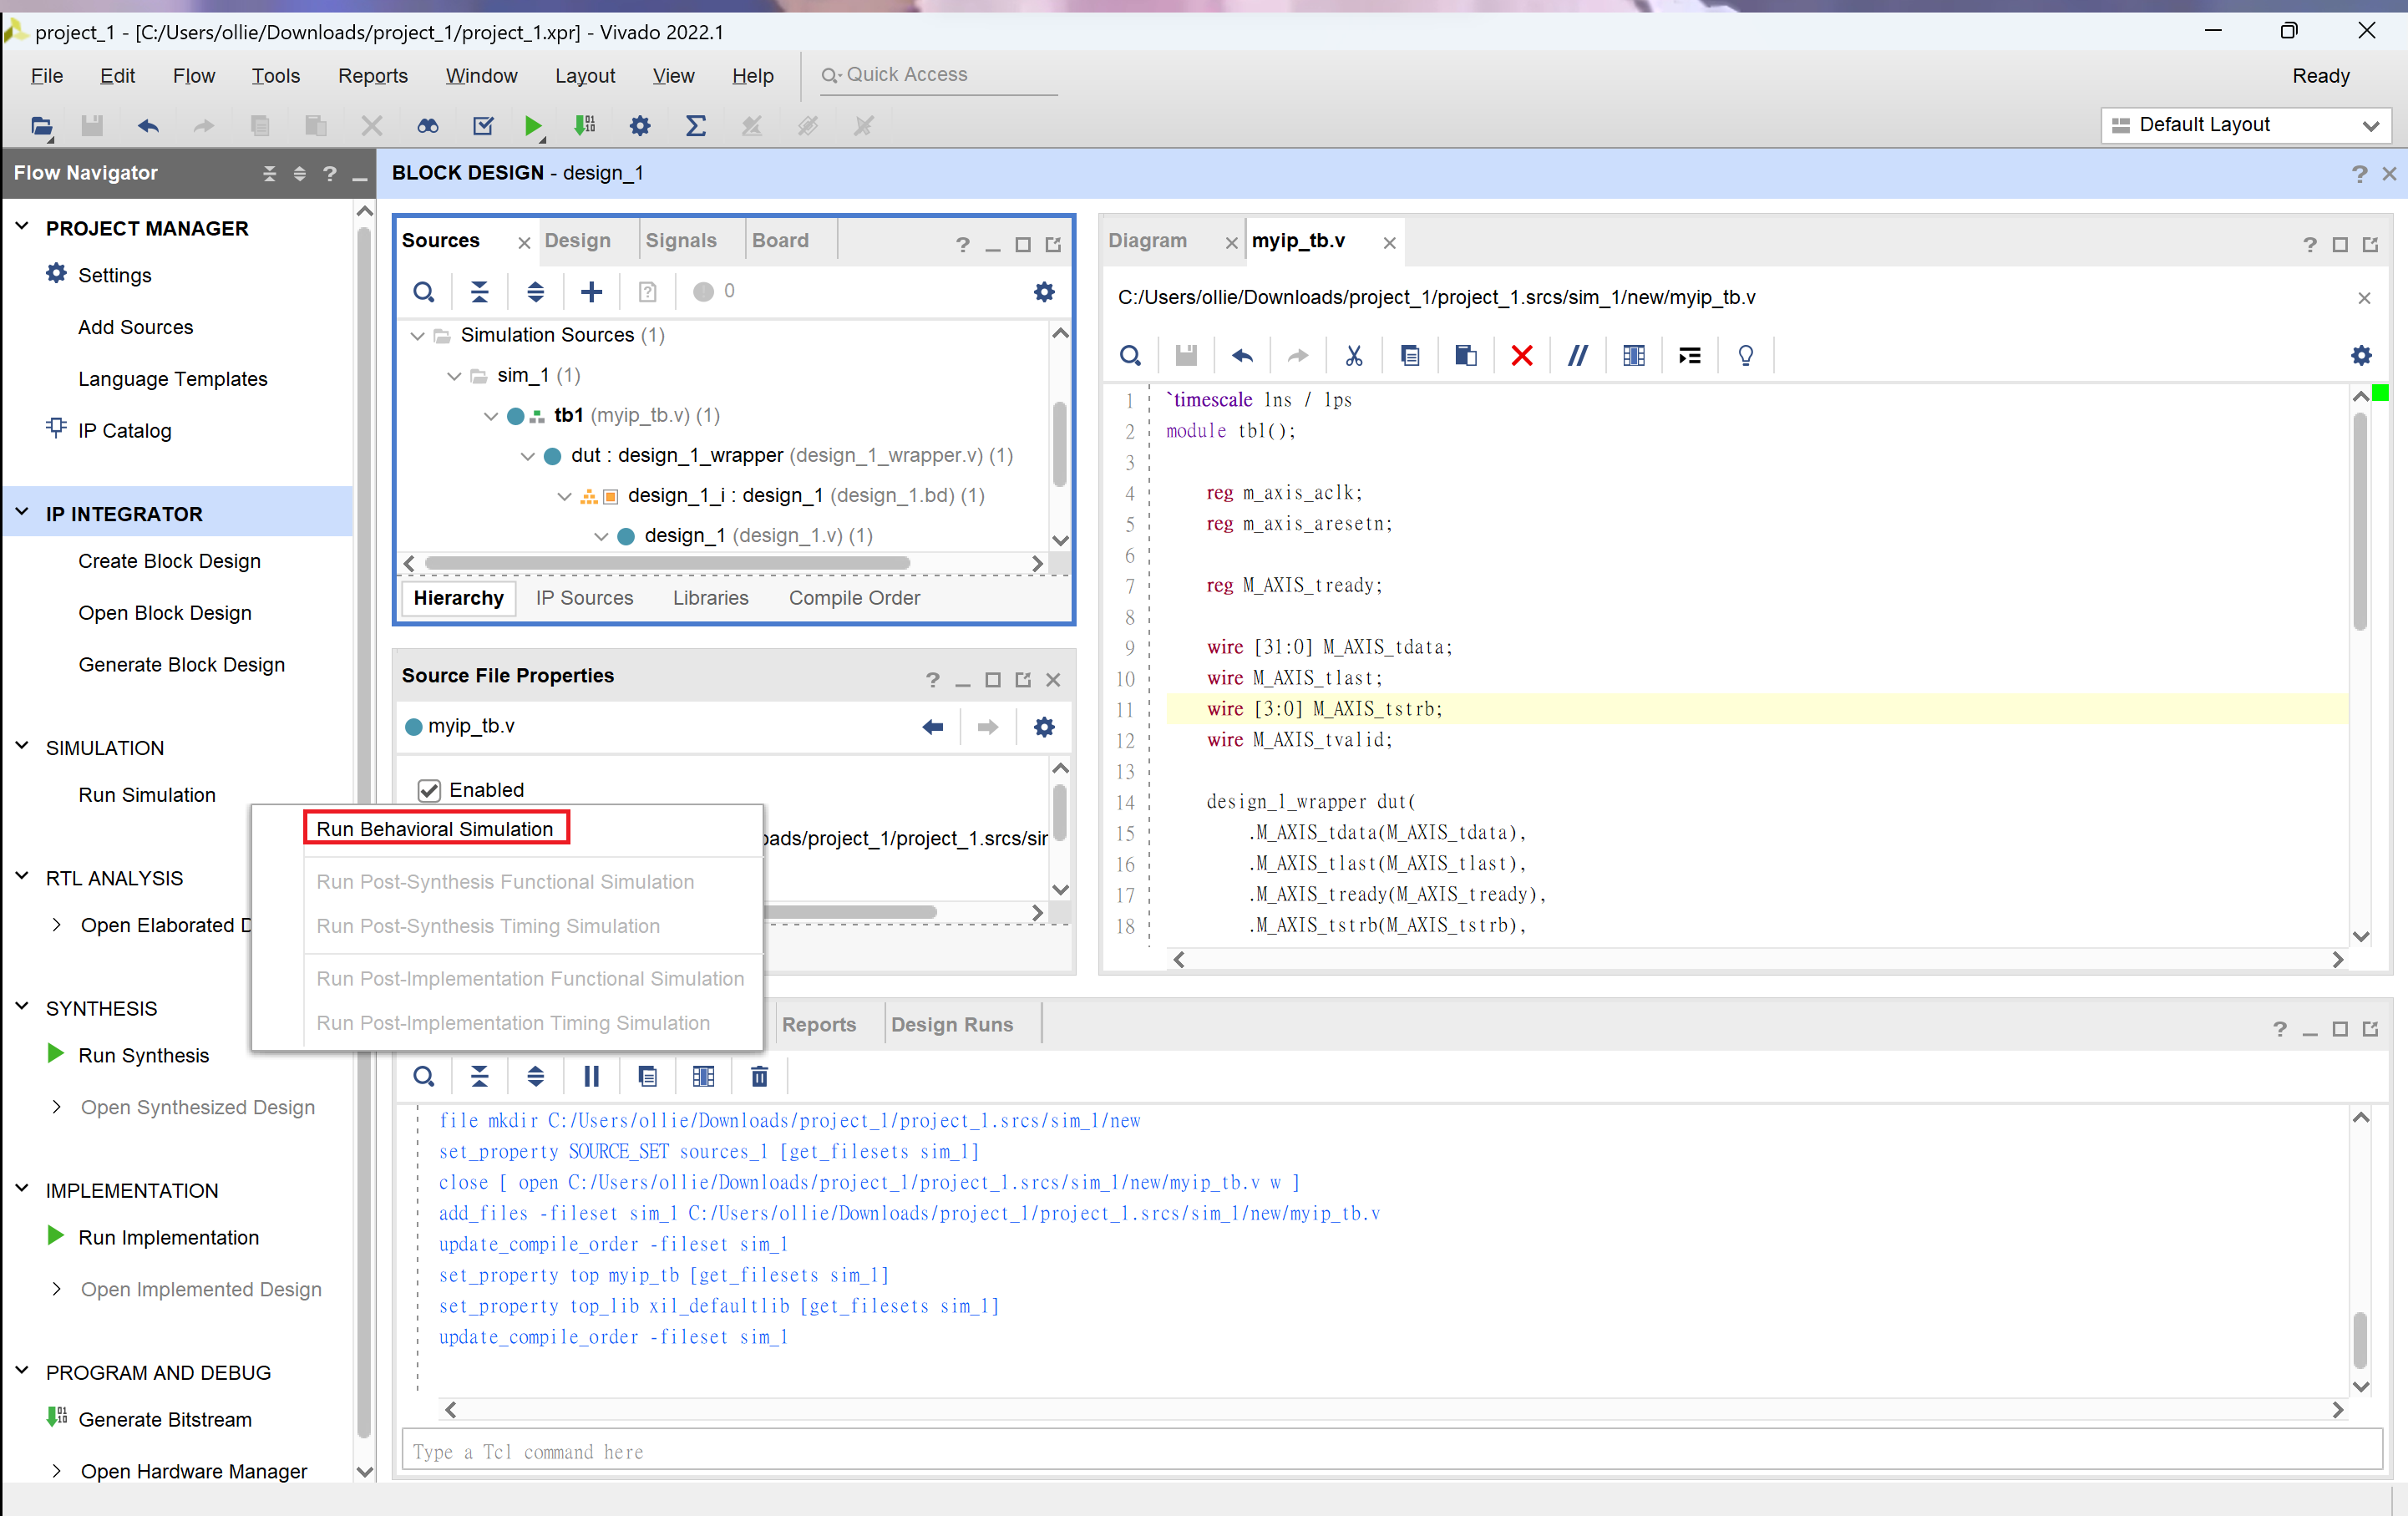 project_1 - [C:/Users/ollie/Downloads/project_1/project_1.xpr] - Vivado 2022.1
File Edit Flow Tools Reports Window Layout View Help Quick Access Ready
Default Layout
Flow Navigator
PROJECT MANAGER
Settings
Add Sources
Language Templates
IP Catalog
IP INTEGRATOR
Create Block Design
Open Block Design
Generate Block Design
SIMULATION
Run Simulation
RTL ANALYSIS
Open Elaborated D
SYNTHESIS
Run Synthesis
Open Synthesized Design
IMPLEMENTATION
Run Implementation
Open Implemented Design
PROGRAM AND DEBUG
Generate Bitstream
Open Hardware Manager
Run Behavioral Simulation
Run Post-Synthesis Functional Simulation
Run Post-Synthesis Timing Simulation
Run Post-Implementation Functional Simulation
Run Post-Implementation Timing Simulation
BLOCK DESIGN - design_1
Sources Design Signals Board
0
Simulation Sources (1)
sim_1 (1)
tb1 (myip_tb.v) (1)
dut : design_1_wrapper (design_1_wrapper.v) (1)
design_1_i : design_1 (design_1.bd) (1)
design_1 (design_1.v) (1)
Hierarchy IP Sources Libraries Compile Order
Source File Properties
myip_tb.v
Enabled
oads/project_1/project_1.srcs/sir
Diagram myip_tb.v
C:/Users/ollie/Downloads/project_1/project_1.srcs/sim_1/new/myip_tb.v
1 `timescale 1ns / 1ps
2 module tb1();
3
4 reg m_axis_aclk;
5 reg m_axis_aresetn;
6
7 reg M_AXIS_tready;
8
9 wire [31:0] M_AXIS_tdata;
10 wire M_AXIS_tlast;
11 wire [3:0] M_AXIS_tstrb;
12 wire M_AXIS_tvalid;
13
14 design_1_wrapper dut(
15 .M_AXIS_tdata(M_AXIS_tdata),
16 .M_AXIS_tlast(M_AXIS_tlast),
17 .M_AXIS_tready(M_AXIS_tready),
18 .M_AXIS_tstrb(M_AXIS_tstrb),
Reports Design Runs
file mkdir C:/Users/ollie/Downloads/project_1/project_1.srcs/sim_1/new
set_property SOURCE_SET sources_1 [get_filesets sim_1]
close [ open C:/Users/ollie/Downloads/project_1/project_1.srcs/sim_1/new/myip_tb.v w ]
add_files -fileset sim_1 C:/Users/ollie/Downloads/project_1/project_1.srcs/sim_1/new/myip_tb.v
update_compile_order -fileset sim_1
set_property top myip_tb [get_filesets sim_1]
set_property top_lib xil_defaultlib [get_filesets sim_1]
update_compile_order -fileset sim_1
Type a Tcl command here